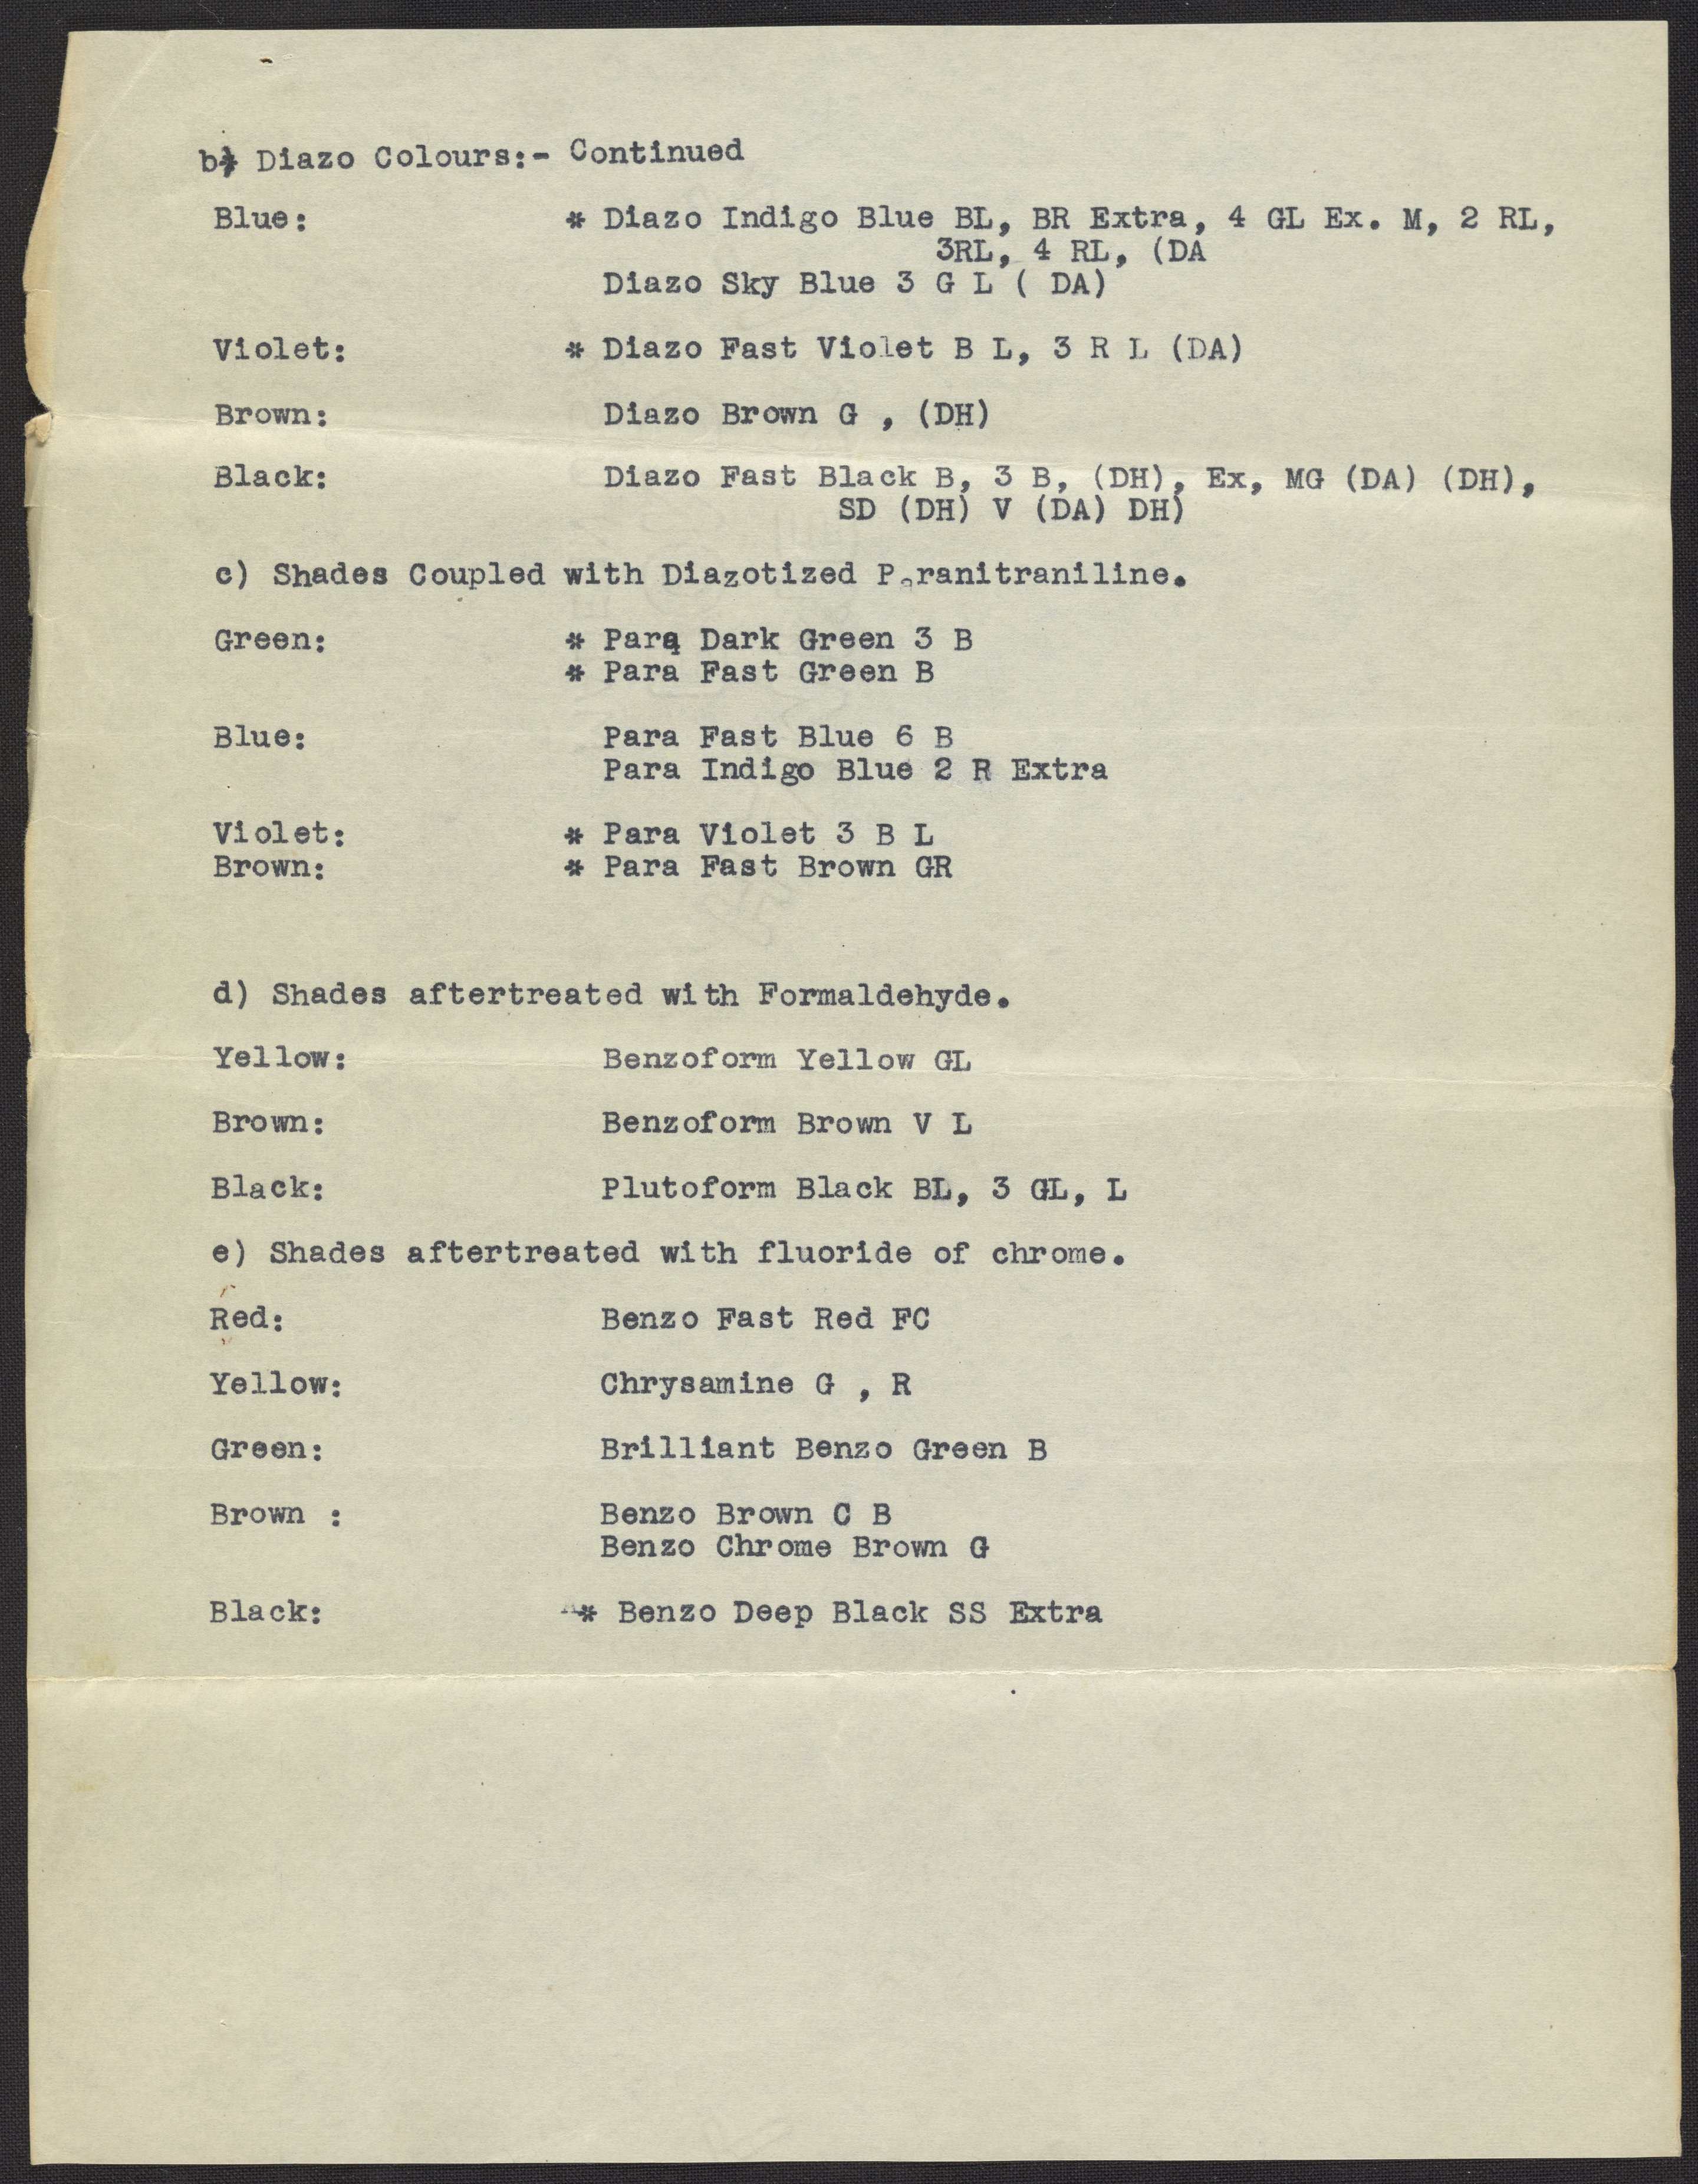 b) Diazo Colours:- Continued
Blue: * Diazo Indigo Blue BL, BR Extra, 4 GL Ex. M, 2 RL,
3RL, 4 RL, (DA
Diazo Sky Blue 3 G L ( DA)
Violet: * Diazo Fast Violet B L, 3 R L (DA)
Brown: Diazo Brown G , (DH)
Black: Diazo Fast Black B, 3 B, (DH), Ex, MG (DA) (DH),
SD (DH) V (DA) DH)
c) Shades Coupled with Diazotized Paranitraniline.
Green: * Para Dark Green 3 B
* Para Fast Green B
Blue: Para Fast Blue 6 B
Para Indigo Blue 2 R Extra
Violet: * Para Violet 3 B L
Brown: * Para Fast Brown GR
d) Shades aftertreated with Formaldehyde.
Yellow: Benzoform Yellow GL
Brown: Benzoform Brown V L
Black: Plutoform Black BL, 3 GL, L
e) Shades aftertreated with fluoride of chrome.
Red: Benzo Fast Red FC
Yellow: Chrysamine G , R
Green: Brilliant Benzo Green B
Brown : Benzo Brown C B
Benzo Chrome Brown G
Black: * Benzo Deep Black SS Extra